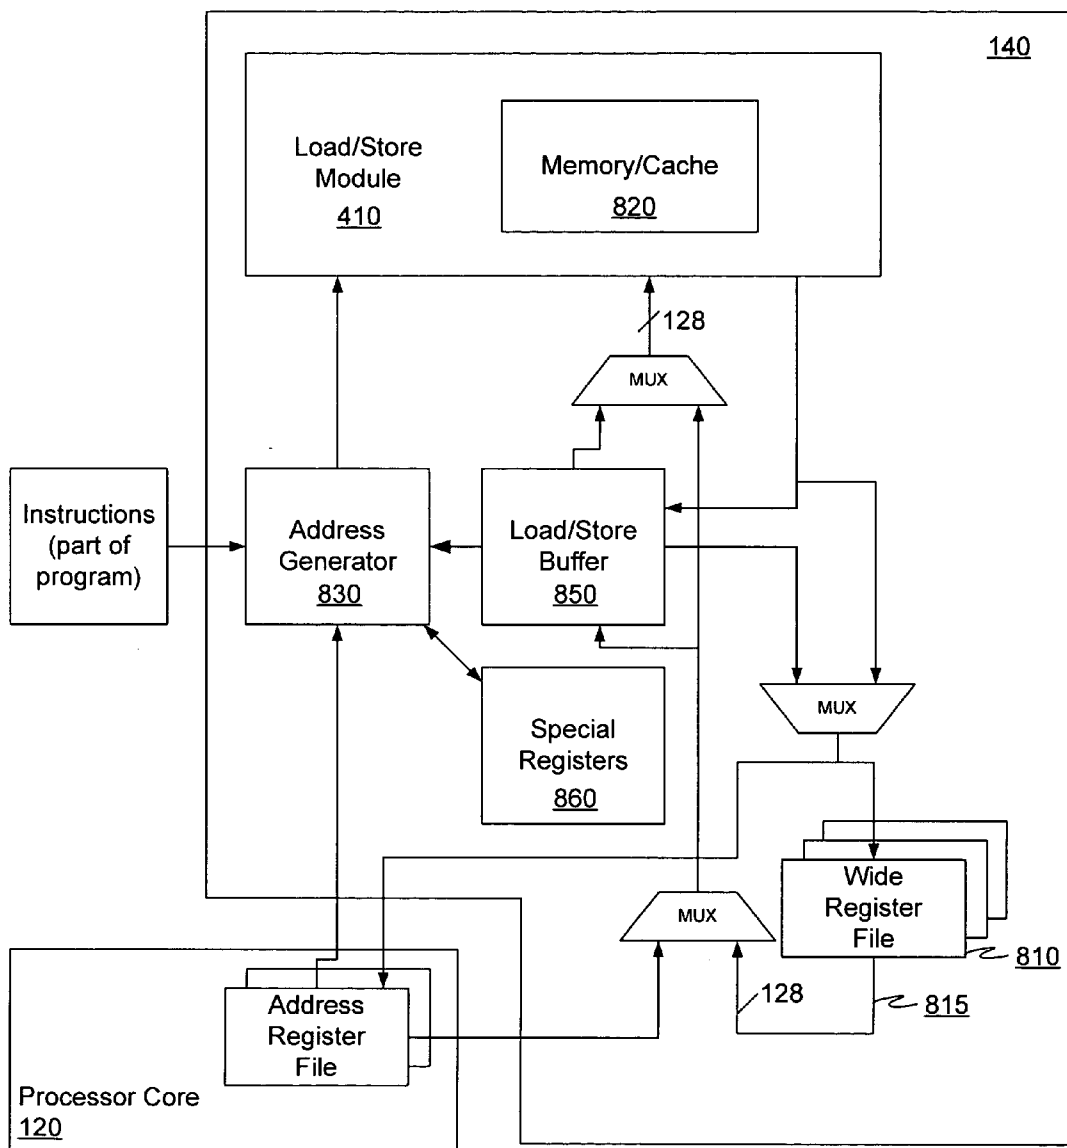 140
Load/Store
Module
410
Memory/Cache
820
128
MUX
Instructions
(part of
program)
Address
Generator
830
Load/Store
Buffer
850
MUX
Special
Registers
860
Wide
Register
File
810
MUX
128
815
Address
Register
File
Processor Core
120